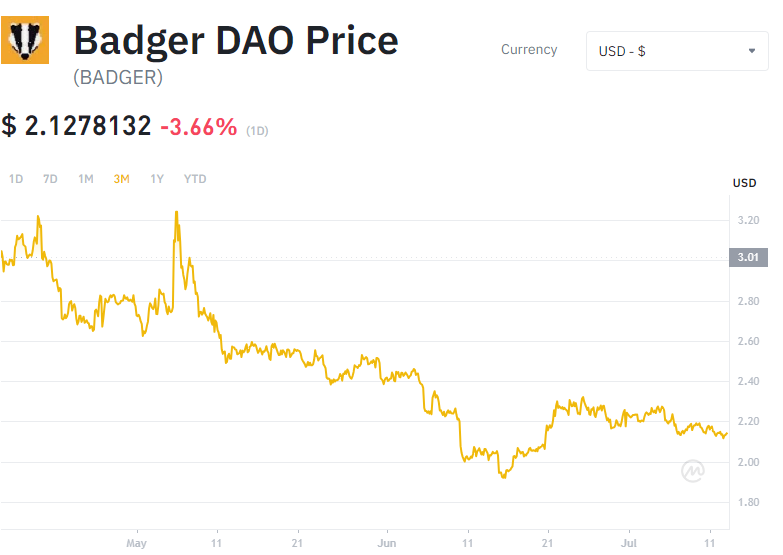 Badger DAO Price
(BADGER)
Currency
USD - $
$ 2.1278132 -3.66% (1D)
1D 7D 1M 3M 1Y YTD
USD
3.20
3.01
2.80
2.60
2.40
2.20
2.00
1.80
May 11 21 Jun 11 21 Jul 11